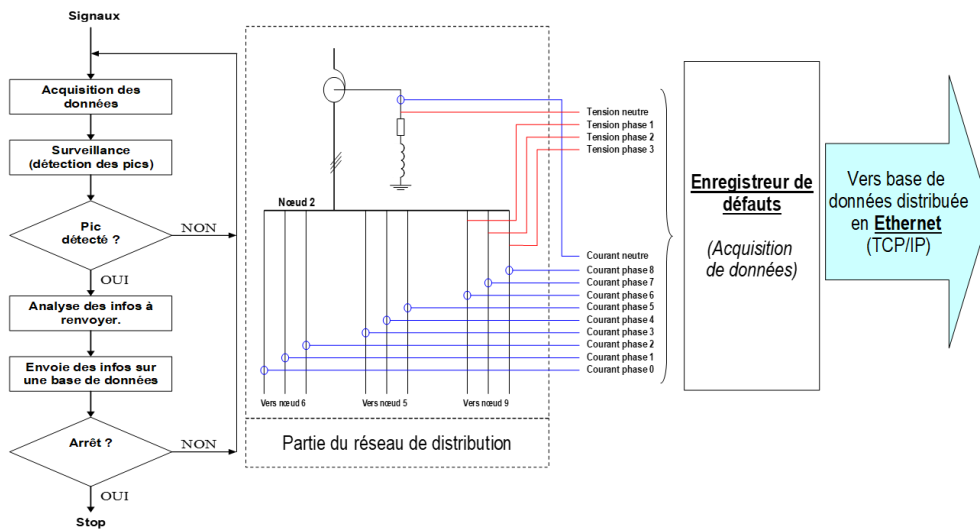 Signaux
Acquisition des
données
Surveillance
(détection des pics)
Pic
détecté ?
NON
OUI
Analyse des infos à
renvoyer.
Envoie des infos sur
une base de données
Arrêt ?
NON
OUI
Stop
Nœud 2
Vers nœud 6
Vers nœud 5
Vers nœud 9
Partie du réseau de distribution
Tension neutre
Tension phase 1
Tension phase 2
Tension phase 3
Courant neutre
Courant phase 8
Courant phase 7
Courant phase 6
Courant phase 5
Courant phase 4
Courant phase 3
Courant phase 2
Courant phase 1
Courant phase 0
Enregistreur de
défauts
(Acquisition
de données)
Vers base de
données distribuée
en Ethernet
(TCP/IP)